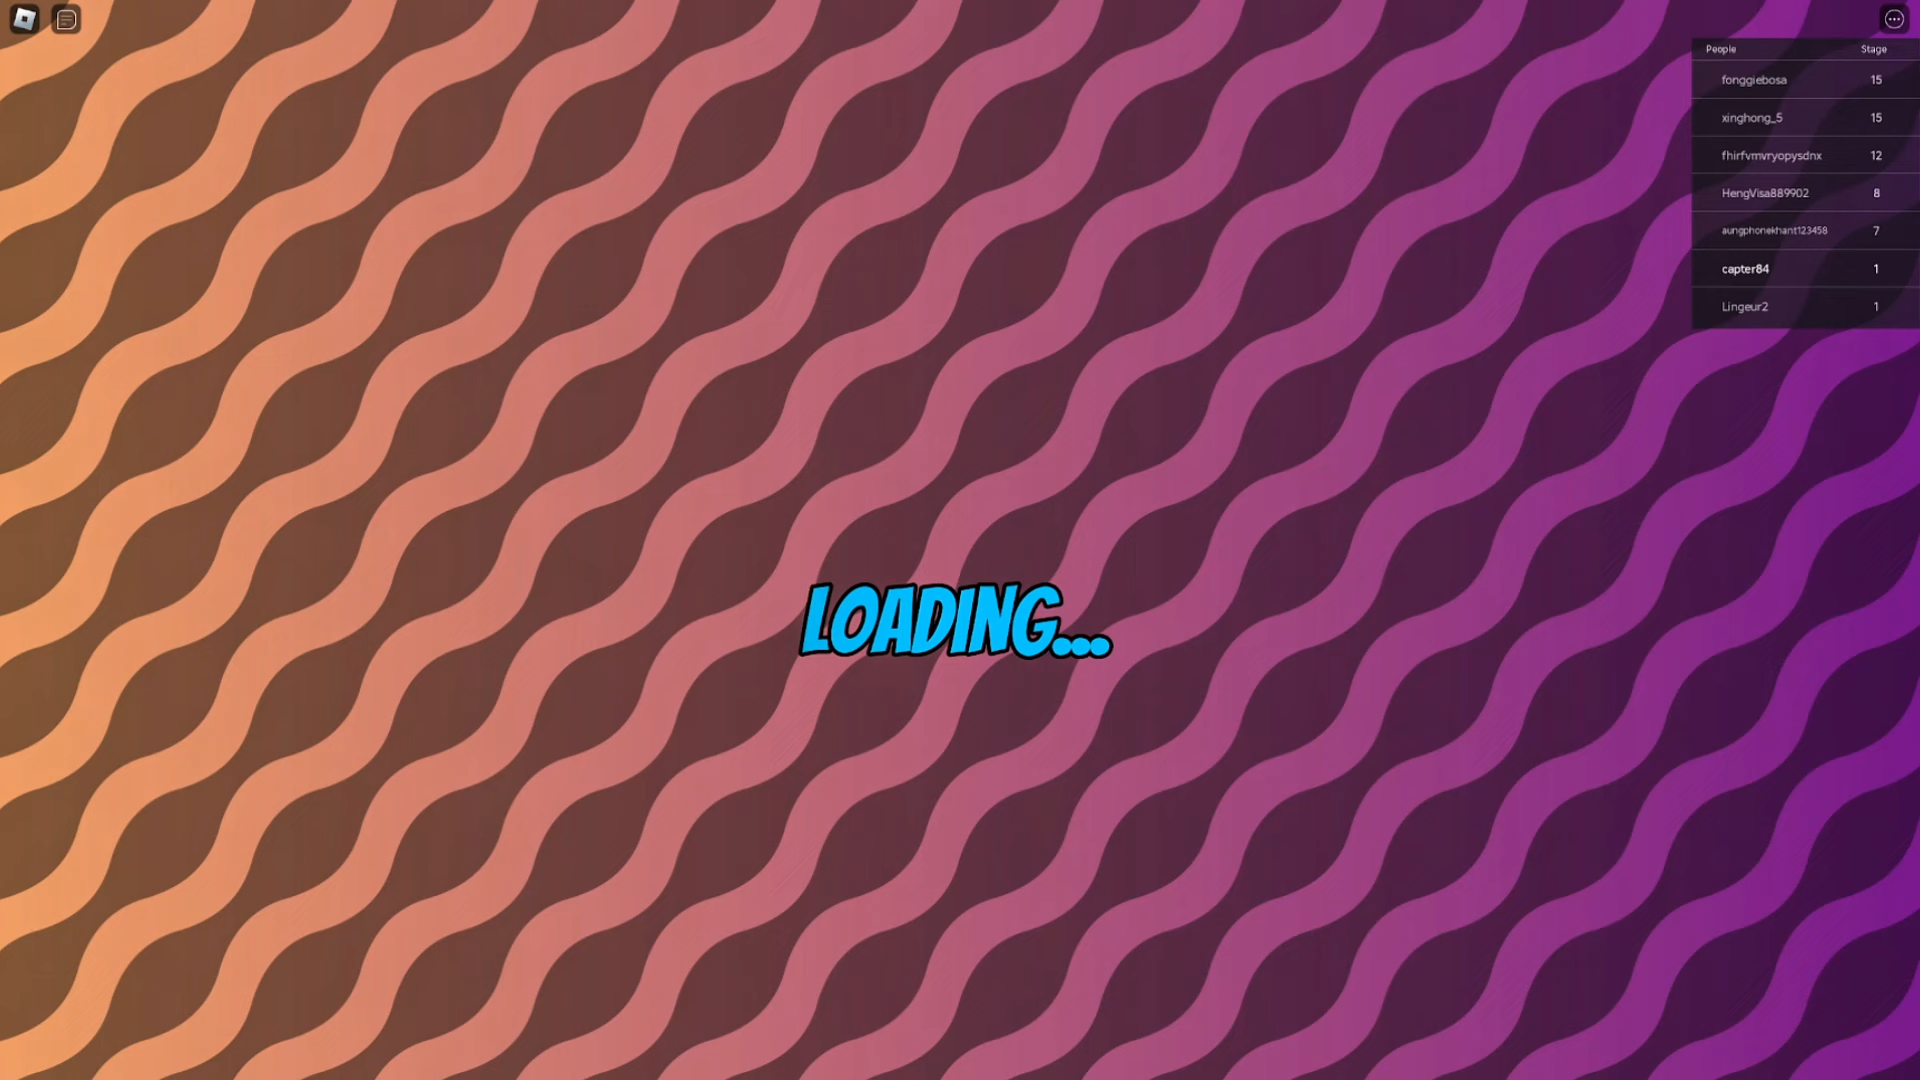 People Stage
fonggiebosa 15
xinghong_5 15
fhirfvmvryopysdnx 12
HengVisa889902 8
aungphonekhant123458 7
capter84 1
Lingeur2 1
LOADING...